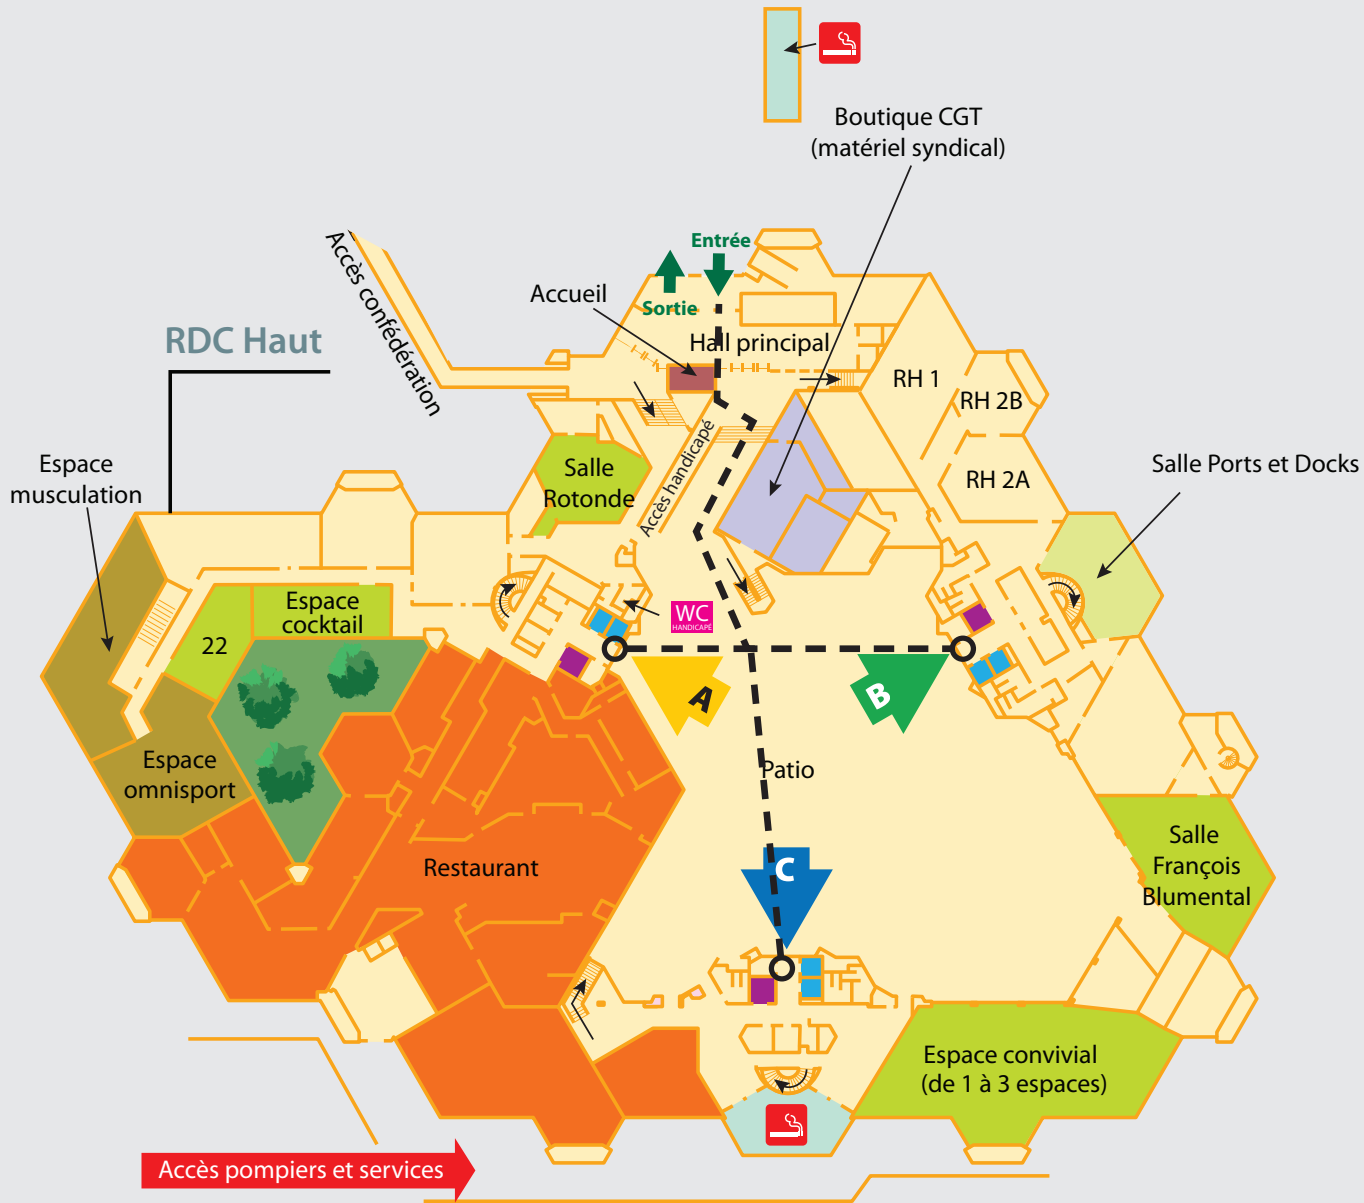 Boutique CGT
(matériel syndical)
Accès confédération
Entrée
Sortie
Accueil
Hall principal
RDC Haut
RH 1
RH 2B
RH 2A
Espace
musculation
Salle
Rotonde
Accès handicapé
Salle Ports et Docks
Espace
cocktail
22
WC
HANDICAPÉ
A
B
Espace
omnisport
Patio
Restaurant
C
Salle
François
Blumental
Espace convivial
(de 1 à 3 espaces)
Accès pompiers et services